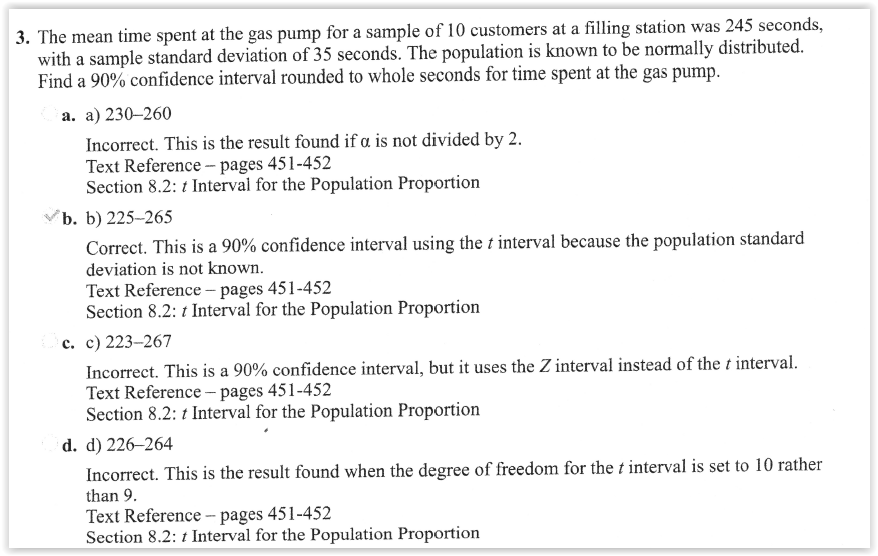 3. The mean time spent at the gas pump for a sample of 10 customers at a filling station was 245 seconds,
with a sample standard deviation of 35 seconds. The population is known to be normally distributed.
Find a 90% confidence interval rounded to whole seconds for time spent at the gas pump.
a. a) 230–260
Incorrect. This is the result found if α is not divided by 2.
Text Reference – pages 451-452
Section 8.2: t Interval for the Population Proportion
b. b) 225–265
Correct. This is a 90% confidence interval using the t interval because the population standard
deviation is not known.
Text Reference – pages 451-452
Section 8.2: t Interval for the Population Proportion
c. c) 223–267
Incorrect. This is a 90% confidence interval, but it uses the Z interval instead of the t interval.
Text Reference – pages 451-452
Section 8.2: t Interval for the Population Proportion
d. d) 226–264
Incorrect. This is the result found when the degree of freedom for the t interval is set to 10 rather
than 9.
Text Reference – pages 451-452
Section 8.2: t Interval for the Population Proportion